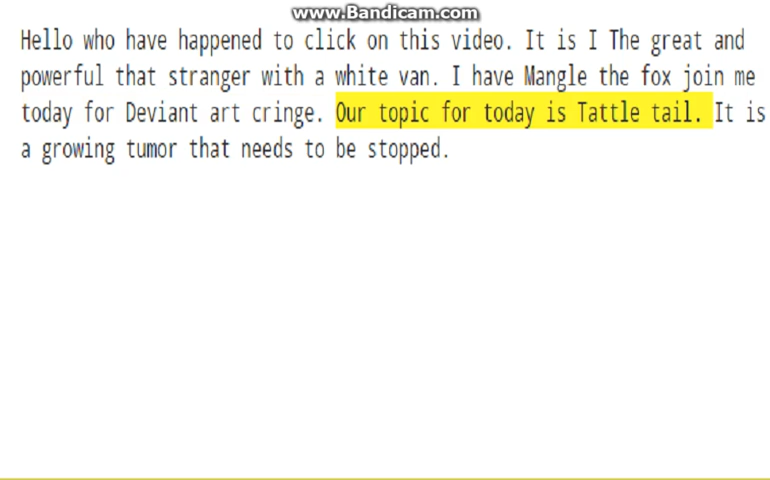 www.Bandicam.com
Hello who have happened to click on this video. It is I The great and
powerful that stranger with a white van. I have Mangle the fox join me
today for Deviant art cringe. Our topic for today is Tattle tail. It is
a growing tumor that needs to be stopped.